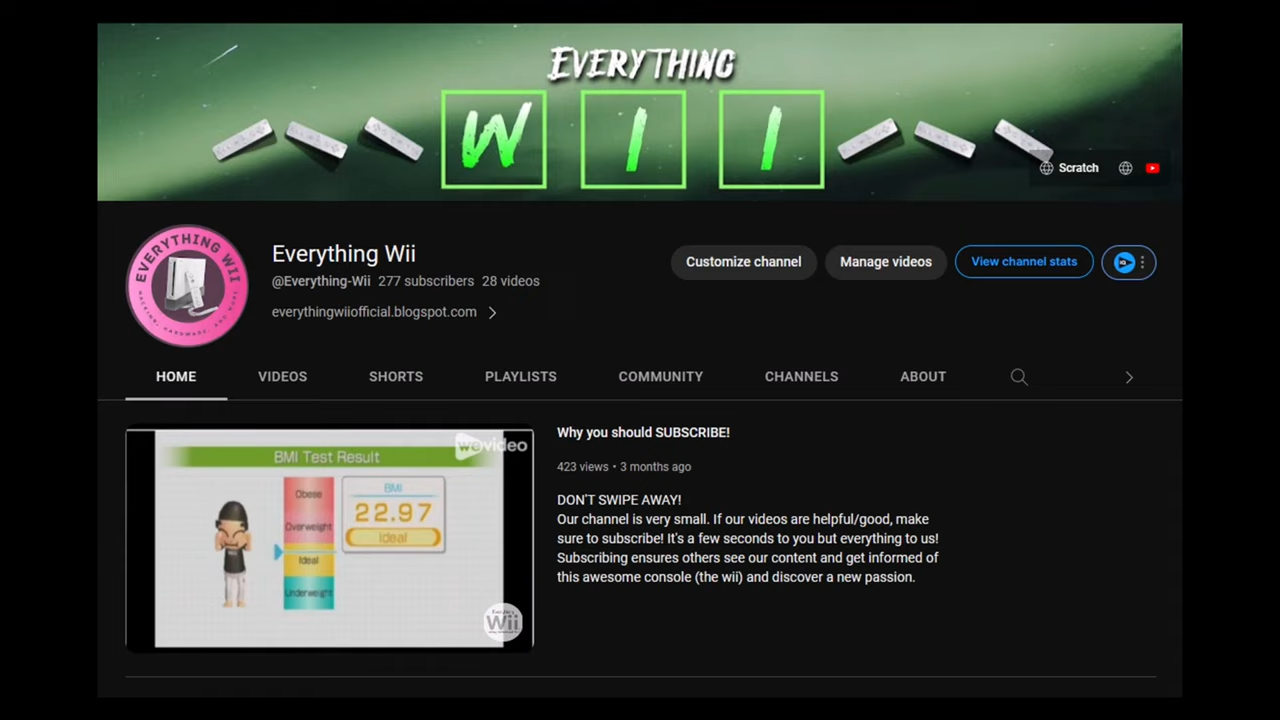 EVERYTHING
W I I
Scratch
EVERYTHING WII
HACKING, HARDWARE, AND MORE
Everything Wii
@Everything-Wii 277 subscribers 28 videos
everythingwiiofficial.blogspot.com
Customize channel
Manage videos
View channel stats
HOME
VIDEOS
SHORTS
PLAYLISTS
COMMUNITY
CHANNELS
ABOUT
wevideo
BMI Test Result
Obese
Overweight
Ideal
Underweight
BMI
22.97
Ideal
Everything
Wii
Why you should SUBSCRIBE!
423 views • 3 months ago
DON'T SWIPE AWAY!
Our channel is very small. If our videos are helpful/good, make
sure to subscribe! It's a few seconds to you but everything to us!
Subscribing ensures others see our content and get informed of
this awesome console (the wii) and discover a new passion.